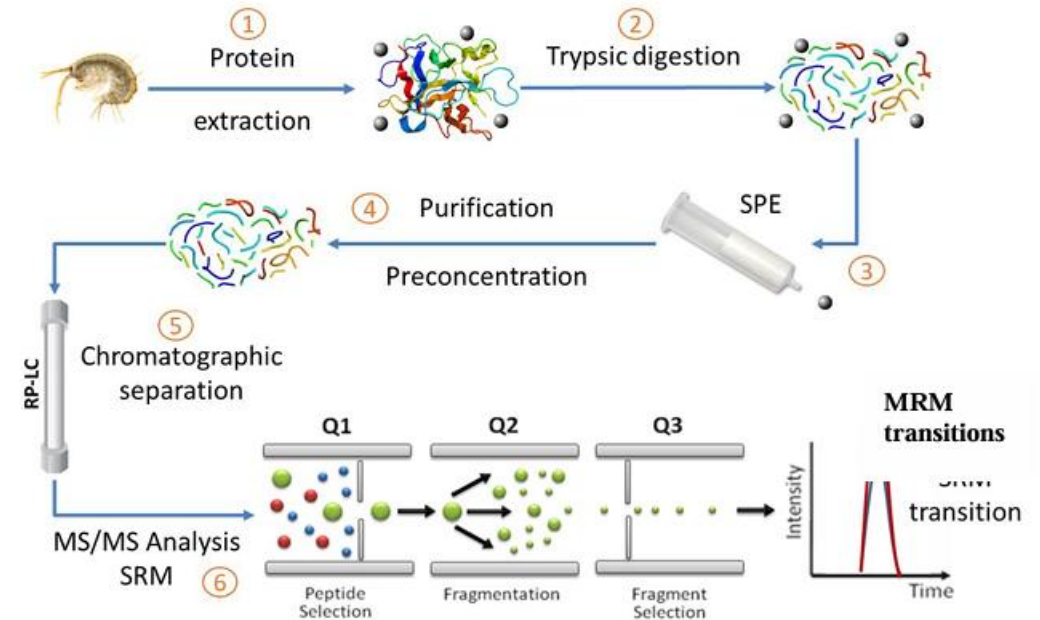 1
Protein
extraction
2
Trypsic digestion
SPE
3
4
Purification
Preconcentration
5
Chromatographic
separation
RP-LC
MS/MS Analysis
SRM
6
Q1
Q2
Q3
Peptide
Selection
Fragmentation
Fragment
Selection
MRM
transitions
SRM
transition
Intensity
Time